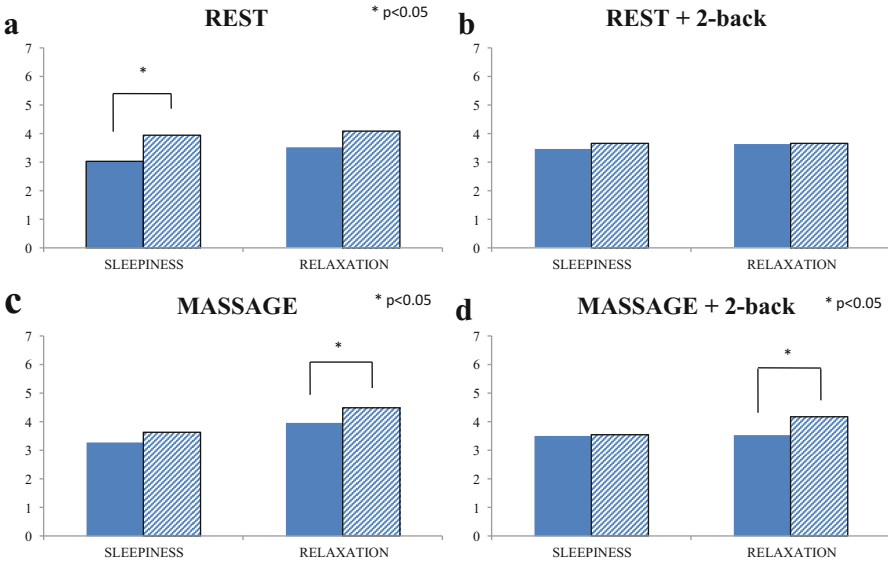 a
REST
* p<0.05
7
6
5
4
3
2
1
0
*
SLEEPINESS
RELAXATION
b
REST + 2-back
7
6
5
4
3
2
1
0
SLEEPINESS
RELAXATION
c
MASSAGE
* p<0.05
7
6
5
4
3
2
1
0
*
SLEEPINESS
RELAXATION
d
MASSAGE + 2-back
* p<0.05
7
6
5
4
3
2
1
0
*
SLEEPINESS
RELAXATION